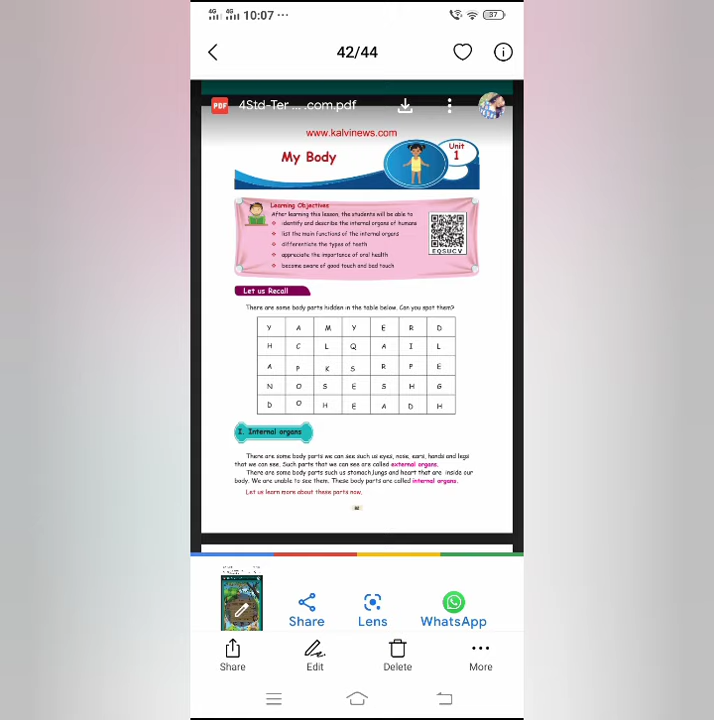 4G 4G 10:07 ··· 37
42/44
PDF 4Std-Ter ... .com.pdf
www.kalvinews.com
My Body
Unit
1
Learning Objectives
After learning this lesson, the students will be able to
❖ identify and describe the internal organs of humans
❖ list the main functions of the internal organs
❖ differentiate the types of teeth
❖ appreciate the importance of oral health
❖ become aware of good touch and bad touch
EQSUCV
Let us Recall
There are some body parts hidden in the table below. Can you spot them?
Y A M Y E R D
H C L Q A I L
A P K S R P E
N O S E S H G
D O H E A D H
I. Internal organs
There are some body parts we can see such us eyes, nose, ears, hands and legs
that we can see. Such parts that we can see are called external organs.
There are some body parts such us stomach,lungs and heart that are inside our
body. We are unable to see them. These body parts are called internal organs.
Let us learn more about these parts now.
Share Lens WhatsApp
Share Edit Delete More